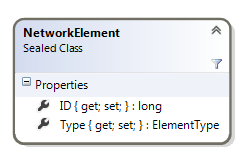 NetworkElement
Sealed Class
Properties
ID { get; set; } : long
Type { get; set; } : ElementType